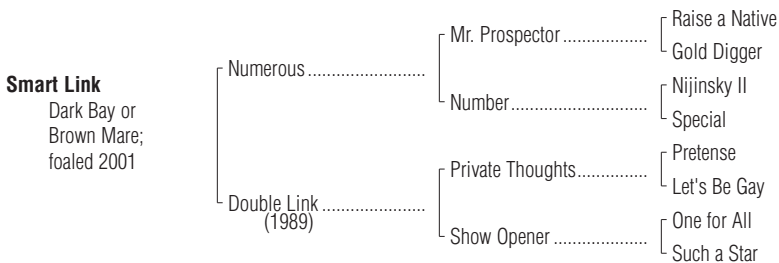 Smart Link
Dark Bay or
Brown Mare;
foaled 2001
Numerous
Double Link
(1989)
Mr. Prospector
Number
Private Thoughts
Show Opener
Raise a Native
Gold Digger
Nijinsky II
Special
Pretense
Let's Be Gay
One for All
Such a Star